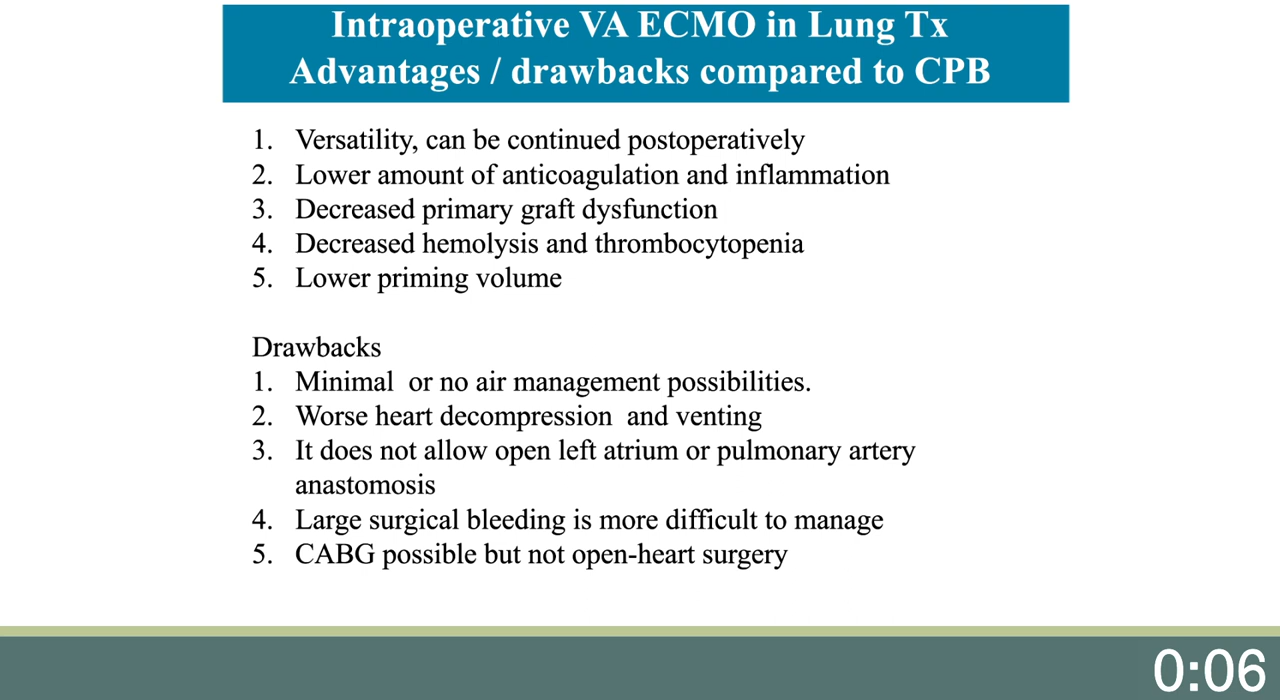 Intraoperative VA ECMO in Lung Tx
Advantages / drawbacks compared to CPB
1. Versatility, can be continued postoperatively
2. Lower amount of anticoagulation and inflammation
3. Decreased primary graft dysfunction
4. Decreased hemolysis and thrombocytopenia
5. Lower priming volume
Drawbacks
1. Minimal or no air management possibilities.
2. Worse heart decompression and venting
3. It does not allow open left atrium or pulmonary artery
anastomosis
4. Large surgical bleeding is more difficult to manage
5. CABG possible but not open-heart surgery
0:06